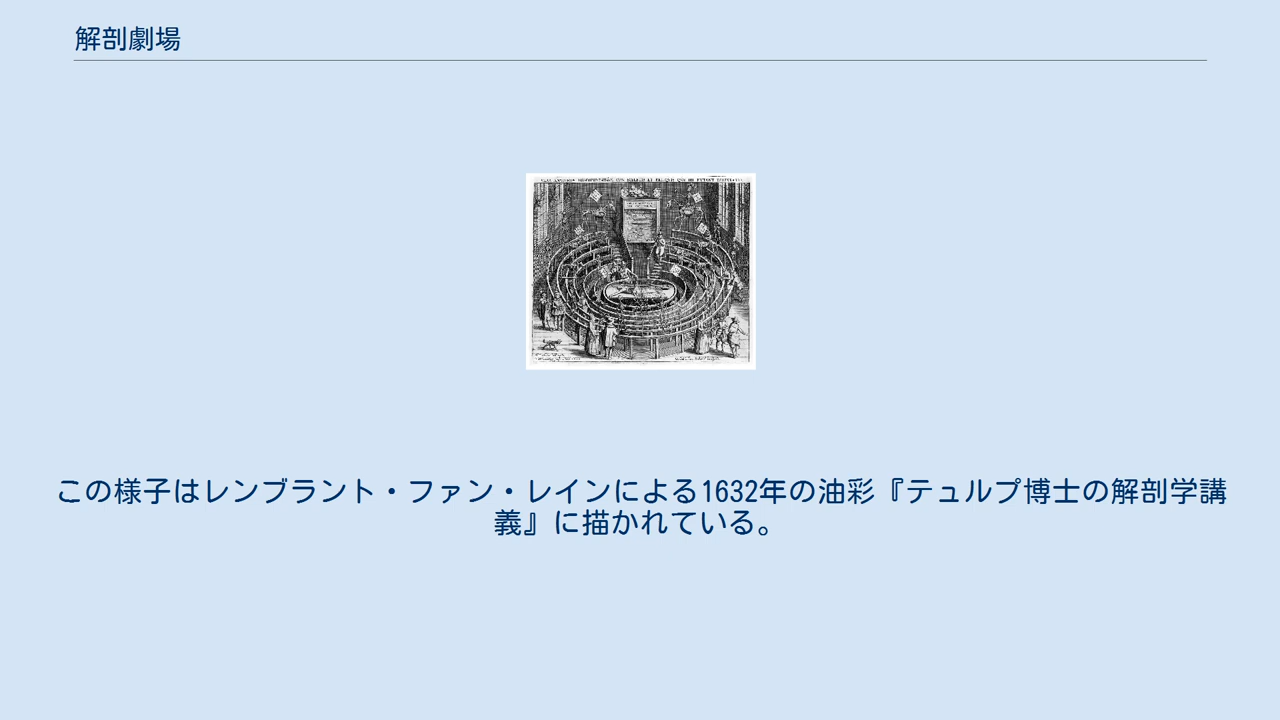 解剖劇場
この様子はレンブラント・ファン・レインによる1632年の油彩『テュルプ博士の解剖学講
義』に描かれている。